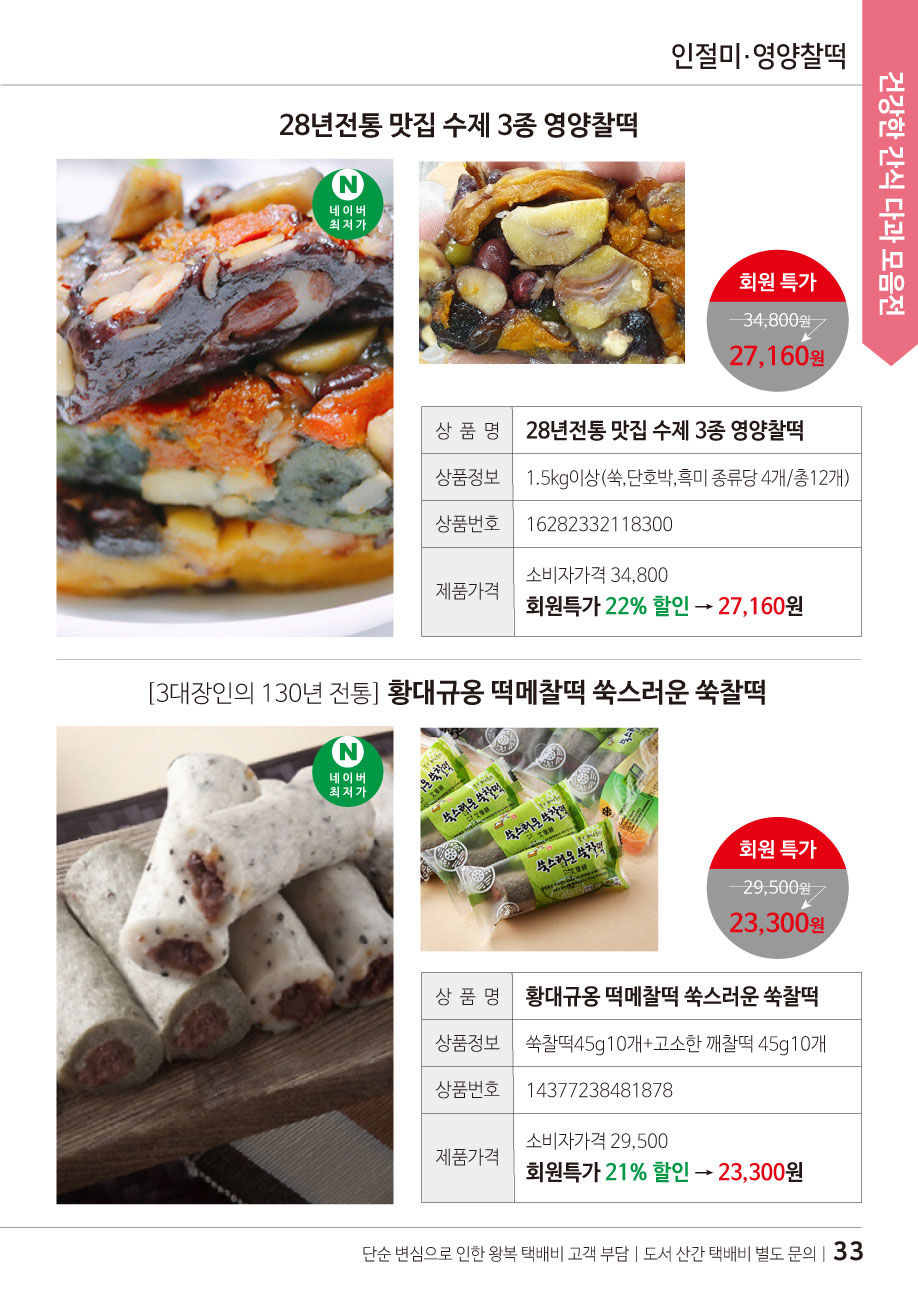 인절미·영양찰떡
건강한 간식 다과 모음전
28년전통 맛집 수제 3종 영양찰떡
N
네이버
최저가
회원 특가
34,800원
27,160원
상 품 명
28년전통 맛집 수제 3종 영양찰떡
상품정보
1.5kg이상(쑥,단호박,흑미 종류당 4개/총12개)
상품번호
16282332118300
제품가격
소비자가격 34,800
회원특가 22% 할인 → 27,160원
[3대장인의 130년 전통] 황대규옹 떡메찰떡 쑥스러운 쑥찰떡
N
네이버
최저가
쑥스러운 쑥찰떡
쑥스러운 쑥찰떡
쑥스러운 쑥찰떡
회원 특가
29,500원
23,300원
상 품 명
황대규옹 떡메찰떡 쑥스러운 쑥찰떡
상품정보
쑥찰떡45g10개+고소한 깨찰떡 45g10개
상품번호
14377238481878
제품가격
소비자가격 29,500
회원특가 21% 할인 → 23,300원
단순 변심으로 인한 왕복 택배비 고객 부담 | 도서 산간 택배비 별도 문의 | 33